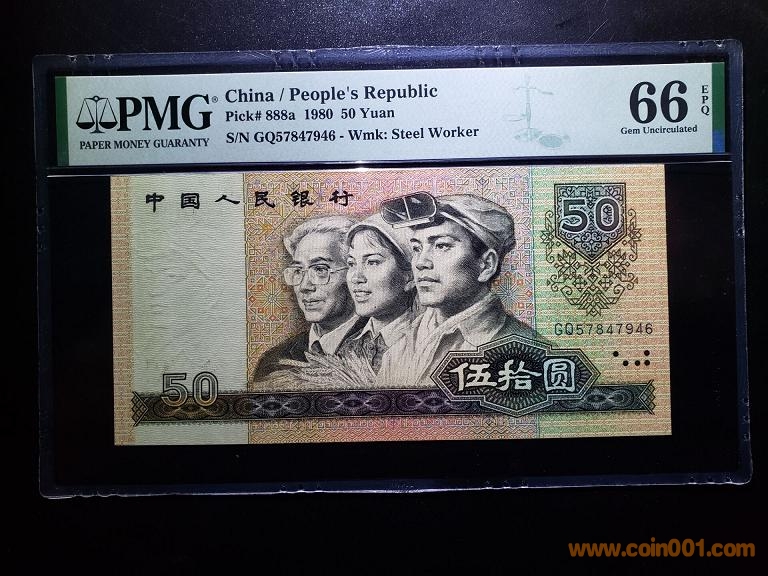 PMG®
PAPER MONEY GUARANTY
China / People's Republic
Pick# 888a 1980 50 Yuan
S/N GQ57847946 - Wmk: Steel Worker
66 EPQ
Gem Uncirculated
中国人民银行
50
GQ57847946
50
伍拾圆
www.coin001.com